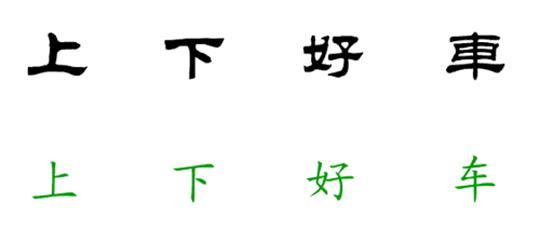 上 下 好 車
上 下 好 车